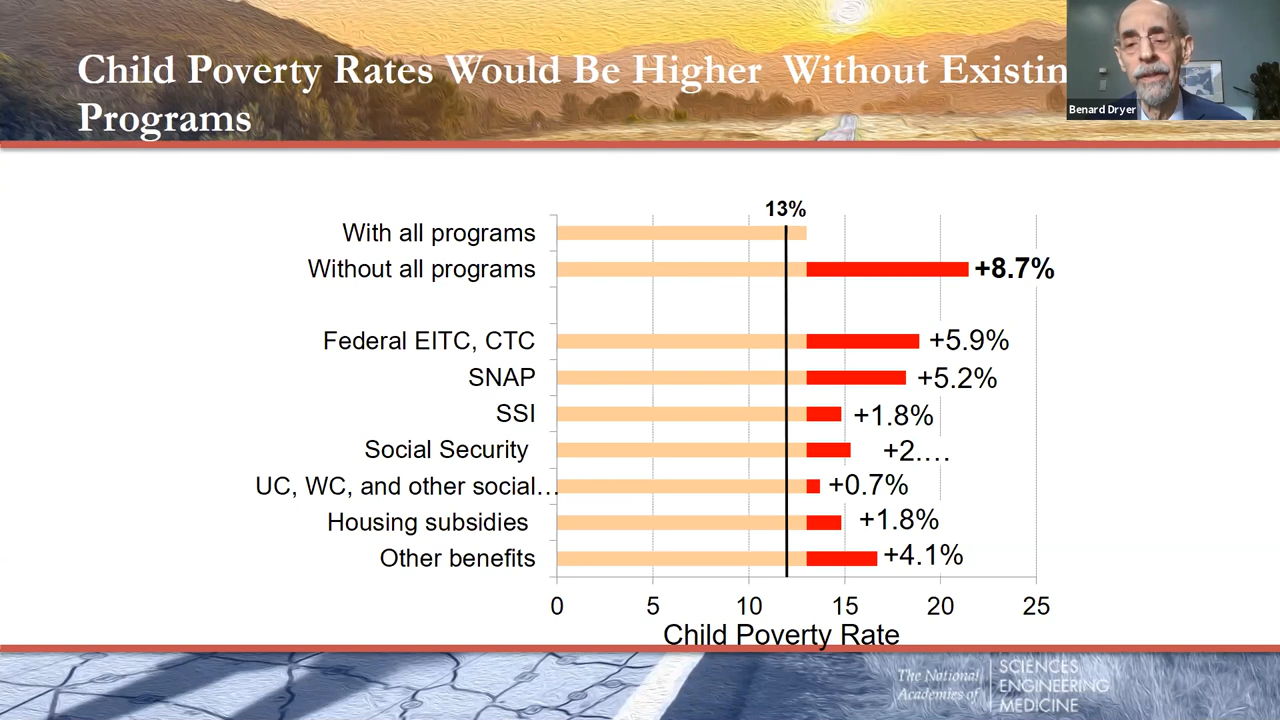 Child Poverty Rates Would Be Higher Without Existin
Programs
Benard Dryer
13%
With all programs
Without all programs
+8.7%
Federal EITC, CTC
+5.9%
SNAP
+5.2%
SSI
+1.8%
Social Security
+2....
UC, WC, and other social...
+0.7%
Housing subsidies
+1.8%
Other benefits
+4.1%
0 5 10 15 20 25
Child Poverty Rate
The National
Academies of
SCIENCES
ENGINEERING
MEDICINE